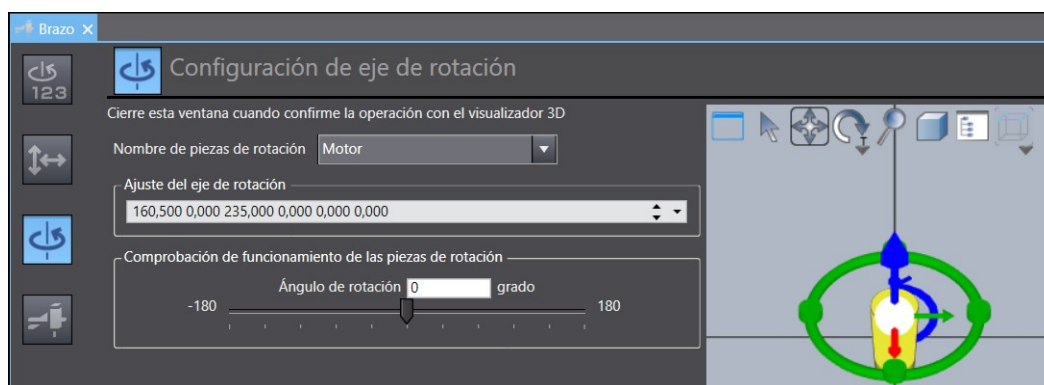 Brazo
123
Configuración de eje de rotación
Cierre esta ventana cuando confirme la operación con el visualizador 3D
Nombre de piezas de rotación Motor
Ajuste del eje de rotación
160,500 0,000 235,000 0,000 0,000 0,000
Comprobación de funcionamiento de las piezas de rotación
Ángulo de rotación 0 grado
-180 180
T